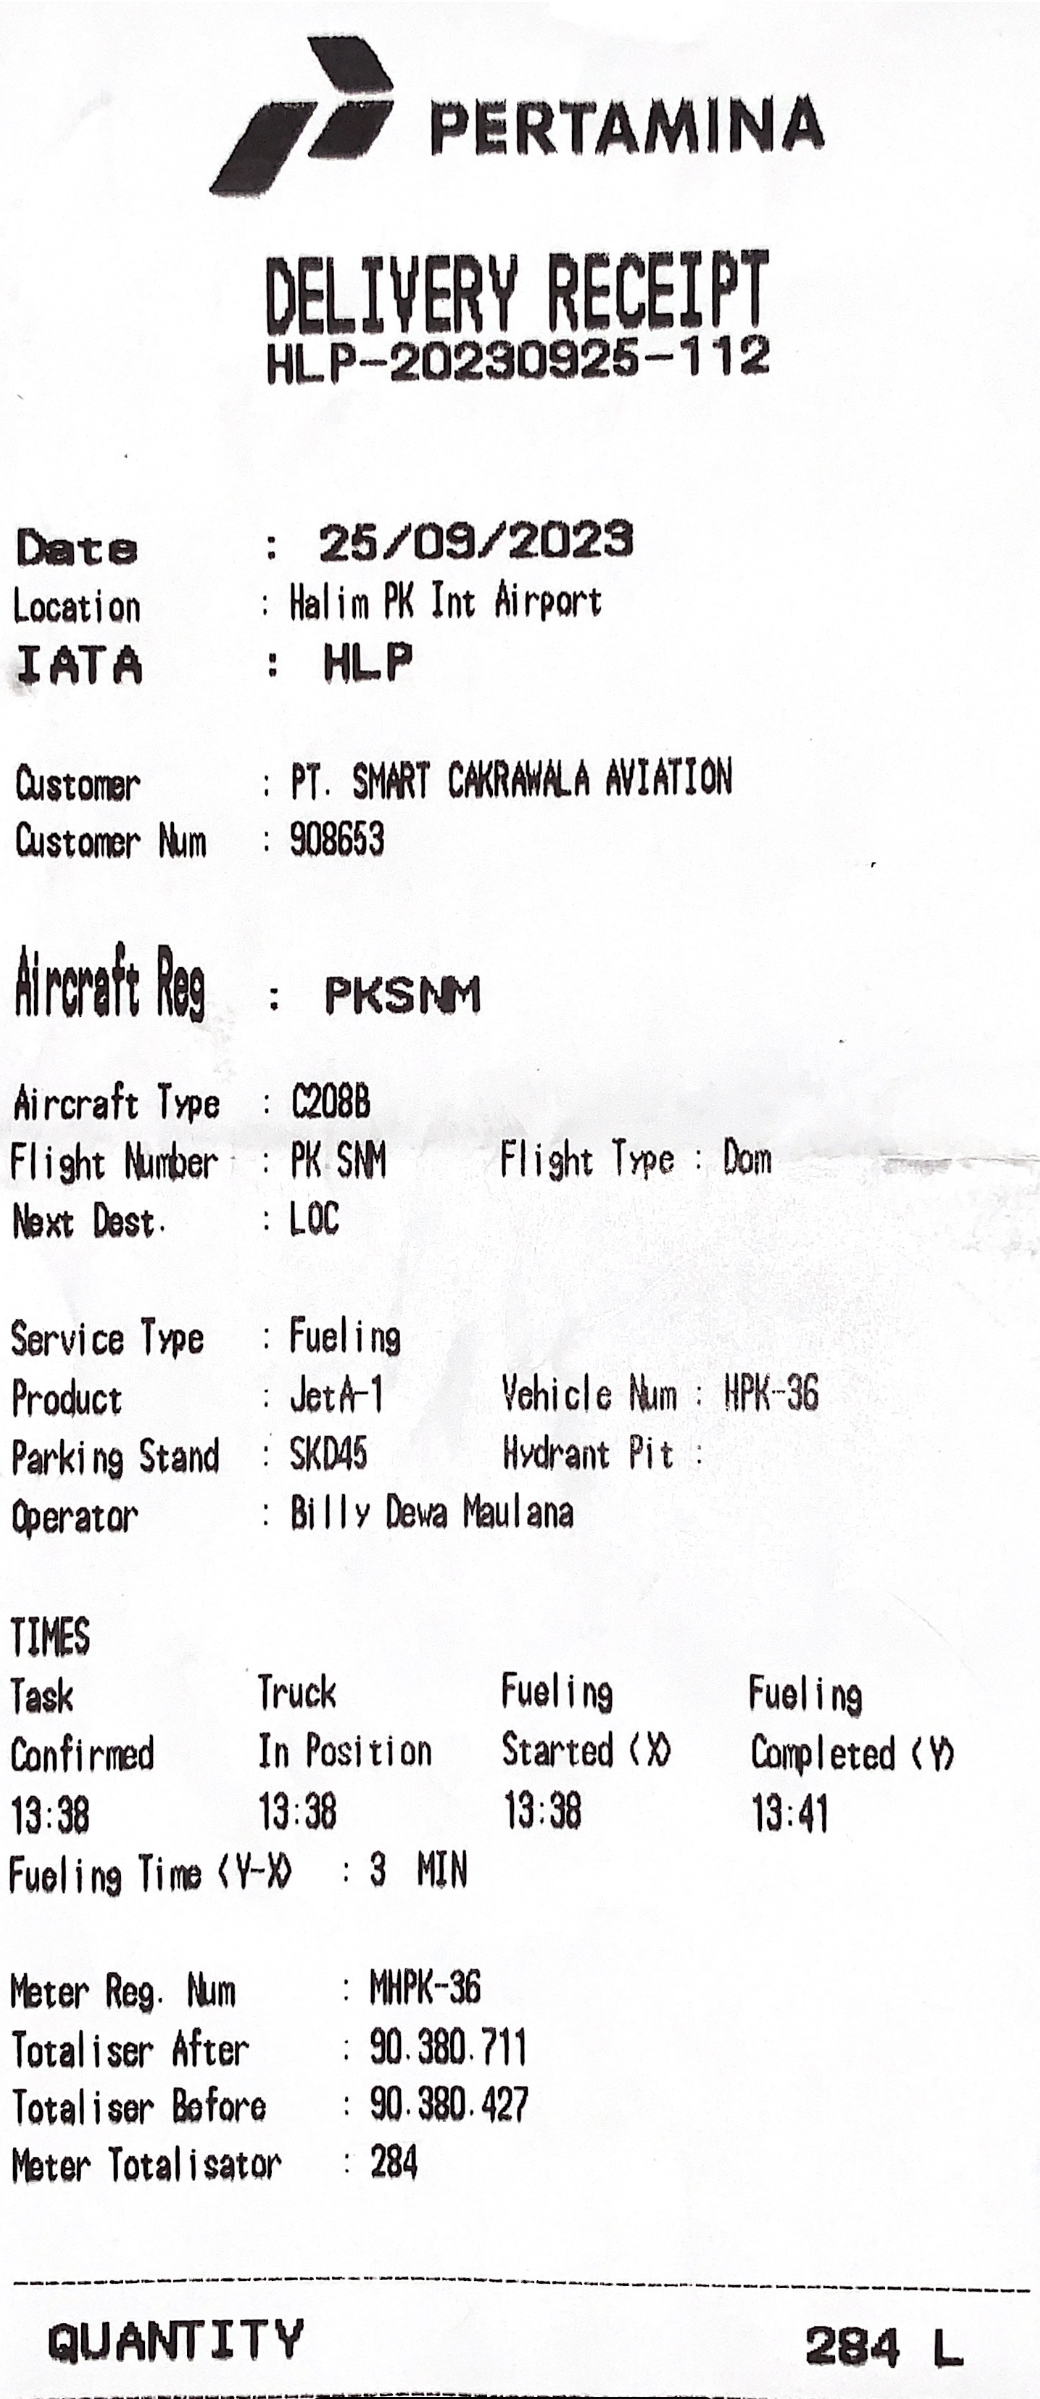 PERTAMINA
DELIVERY RECEIPT
HLP-20230925-112
Date : 25/09/2023
Location : Halim PK Int Airport
IATA : HLP
Customer : PT. SMART CAKRAWALA AVIATION
Customer Num : 908653
Aircraft Reg : PKSNM
Aircraft Type : C208B
Flight Number : PK SNM Flight Type : Dom
Next Dest. : LOC
Service Type : Fueling
Product : JetA-1 Vehicle Num : HPK-36
Parking Stand : SKD45 Hydrant Pit :
Operator : Billy Dewa Maulana
TIMES
Task Truck Fueling Fueling
Confirmed In Position Started (X) Completed (Y)
13:38 13:38 13:38 13:41
Fueling Time (Y-X) : 3 MIN
Meter Reg. Num : MHPK-36
Totaliser After : 90.380.711
Totaliser Before : 90.380.427
Meter Totalisator : 284
QUANTITY 284 L